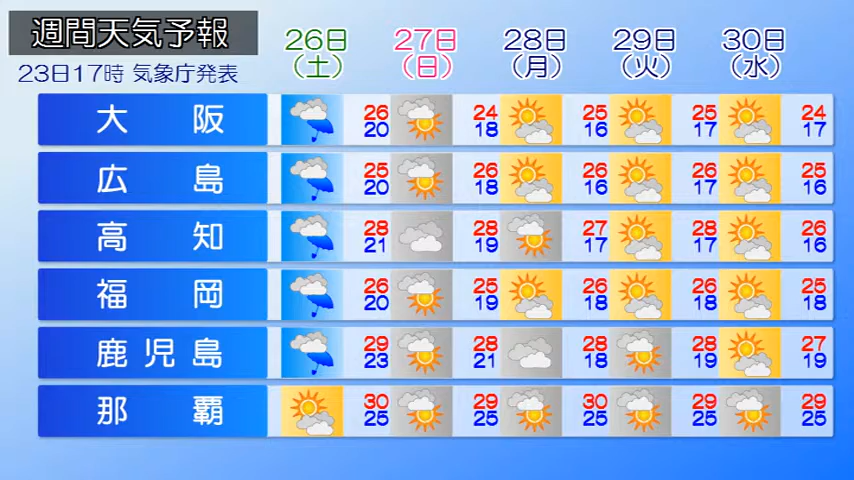 週間天気予報
23日17時 気象庁発表
26日 27日 28日 29日 30日
(土) (日) (月) (火) (水)
大阪 26 20 24 18 25 16 25 17 24 17
広島 25 20 26 18 26 16 26 17 25 16
高知 28 21 28 19 27 17 28 17 26 16
福岡 26 20 25 19 26 18 26 18 25 18
鹿児島 29 23 28 21 28 18 28 19 27 19
那覇 30 25 29 25 30 25 29 25 29 25